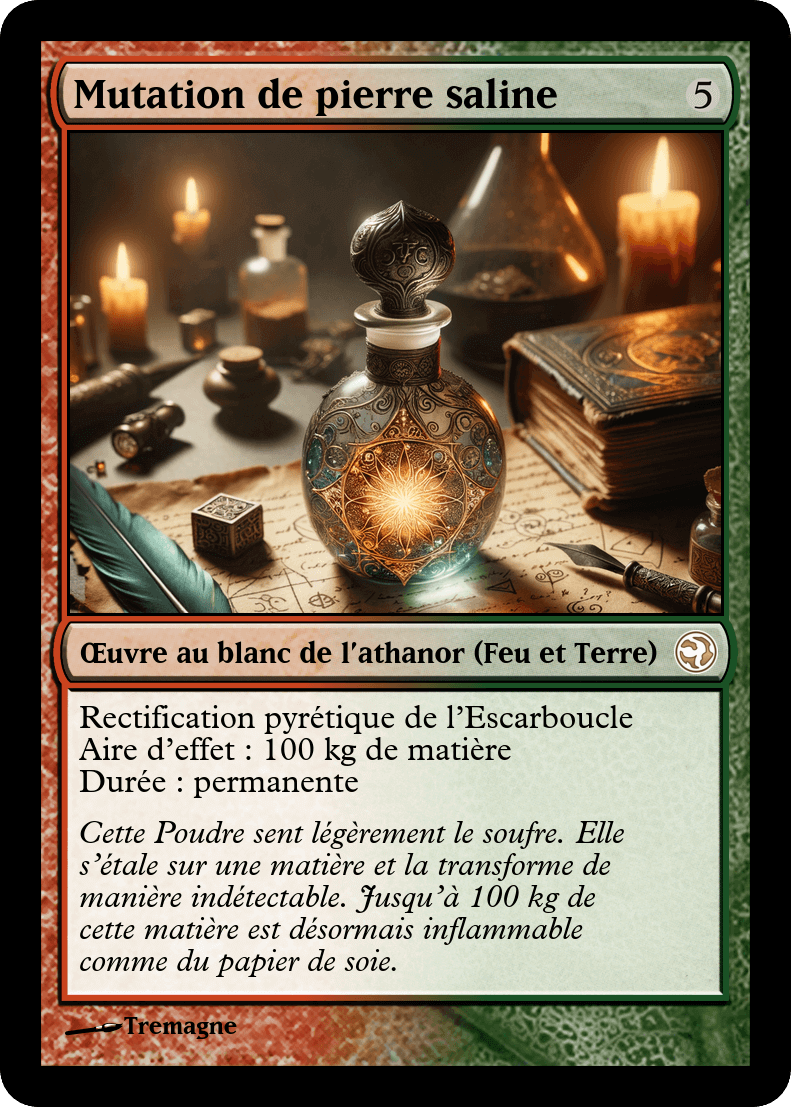 Mutation de pierre saline
5
Œuvre au blanc de l'athanor (Feu et Terre)
Rectification pyrétique de l'Escarboucle
Aire d'effet : 100 kg de matière
Durée : permanente
Cette Poudre sent légèrement le soufre. Elle
s'étale sur une matière et la transforme de
manière indétectable. Jusqu'à 100 kg de
cette matière est désormais inflammable
comme du papier de soie.
Tremagne